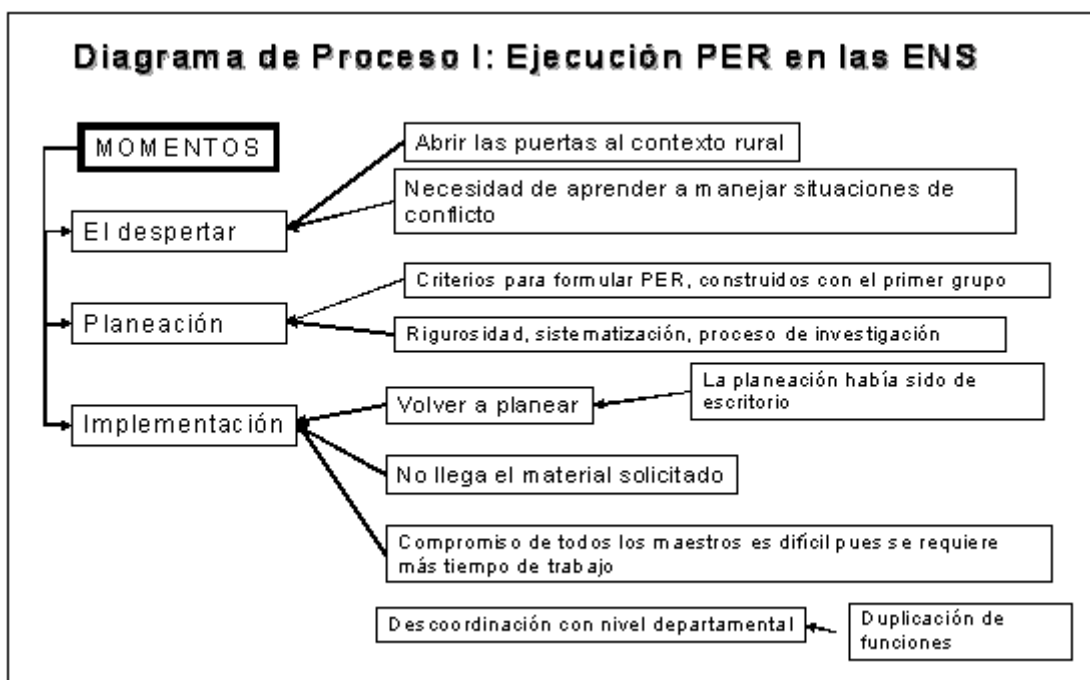 Diagrama de Proceso I: Ejecución PER en las ENS
MOMENTOS
Abrir las puertas al contexto rural
Necesidad de aprender a manejar situaciones de
conflicto
El despertar
Criterios para formular PER, construidos con el primer grupo
Planeación
Rigurosidad, sistematización, proceso de investigación
La planeación había sido de
escritorio
Volver a planear
Implementación
No llega el material solicitado
Compromiso de todos los maestros es difícil pues se requiere
más tiempo de trabajo
Descoordinación con nivel departamental
Duplicación de
funciones